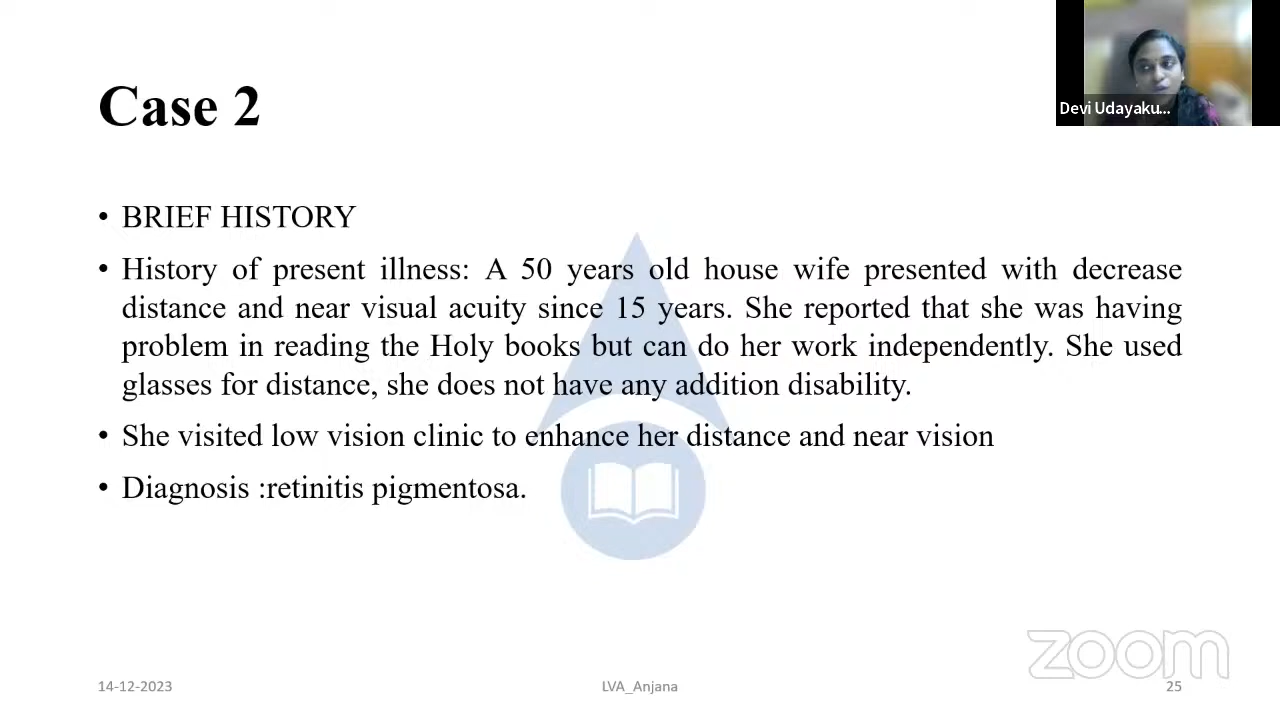 Case 2
Devi Udayaku...
• BRIEF HISTORY
• History of present illness: A 50 years old house wife presented with decrease
distance and near visual acuity since 15 years. She reported that she was having
problem in reading the Holy books but can do her work independently. She used
glasses for distance, she does not have any addition disability.
• She visited low vision clinic to enhance her distance and near vision
• Diagnosis :retinitis pigmentosa.
zoom
14-12-2023
LVA_Anjana
25